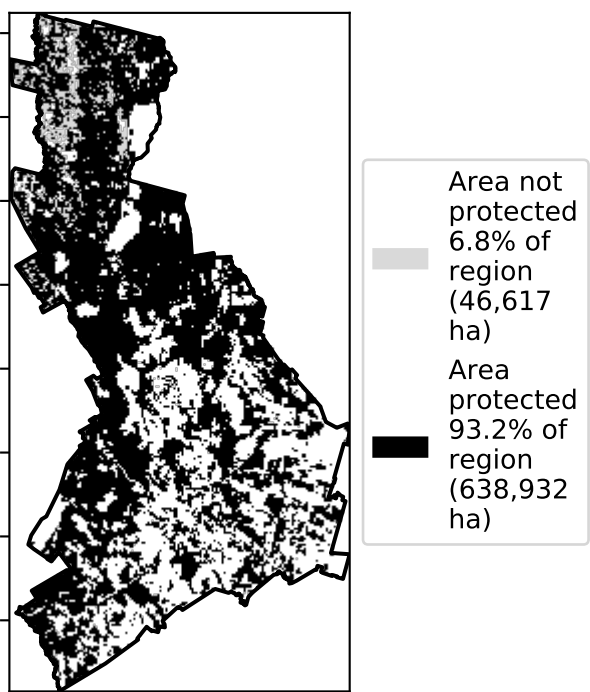 Area not
protected
6.8% of
region
(46,617
ha)
Area
protected
93.2% of
region
(638,932
ha)